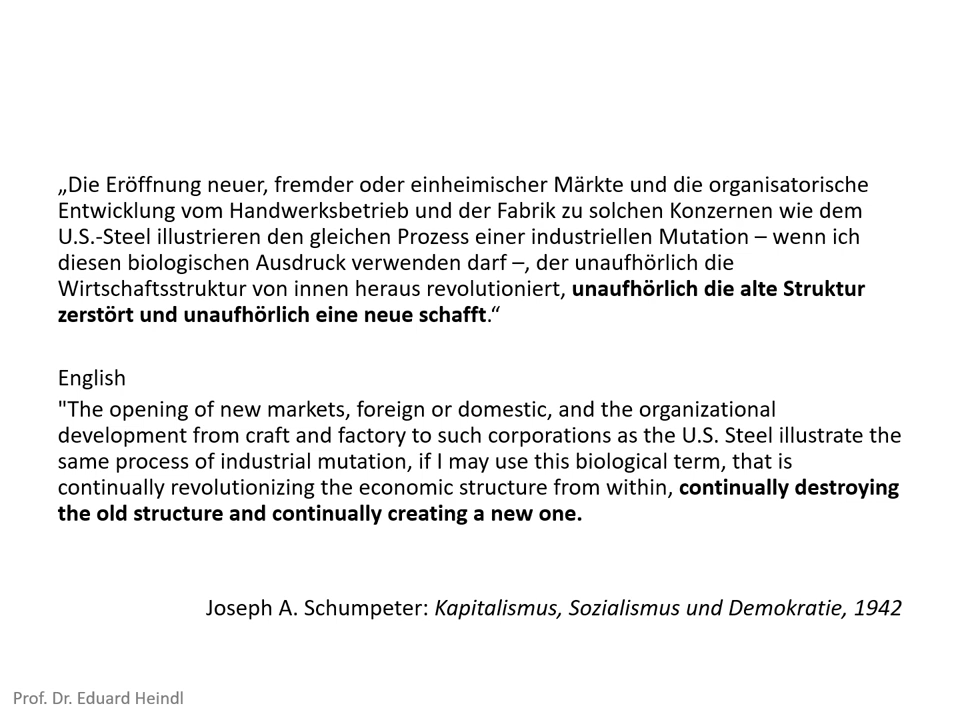 „Die Eröffnung neuer, fremder oder einheimischer Märkte und die organisatorische
Entwicklung vom Handwerksbetrieb und der Fabrik zu solchen Konzernen wie dem
U.S.-Steel illustrieren den gleichen Prozess einer industriellen Mutation – wenn ich
diesen biologischen Ausdruck verwenden darf –, der unaufhörlich die
Wirtschaftsstruktur von innen heraus revolutioniert, unaufhörlich die alte Struktur
zerstört und unaufhörlich eine neue schafft.“
English
"The opening of new markets, foreign or domestic, and the organizational
development from craft and factory to such corporations as the U.S. Steel illustrate the
same process of industrial mutation, if I may use this biological term, that is
continually revolutionizing the economic structure from within, continually destroying
the old structure and continually creating a new one.
Joseph A. Schumpeter: Kapitalismus, Sozialismus und Demokratie, 1942
Prof. Dr. Eduard Heindl